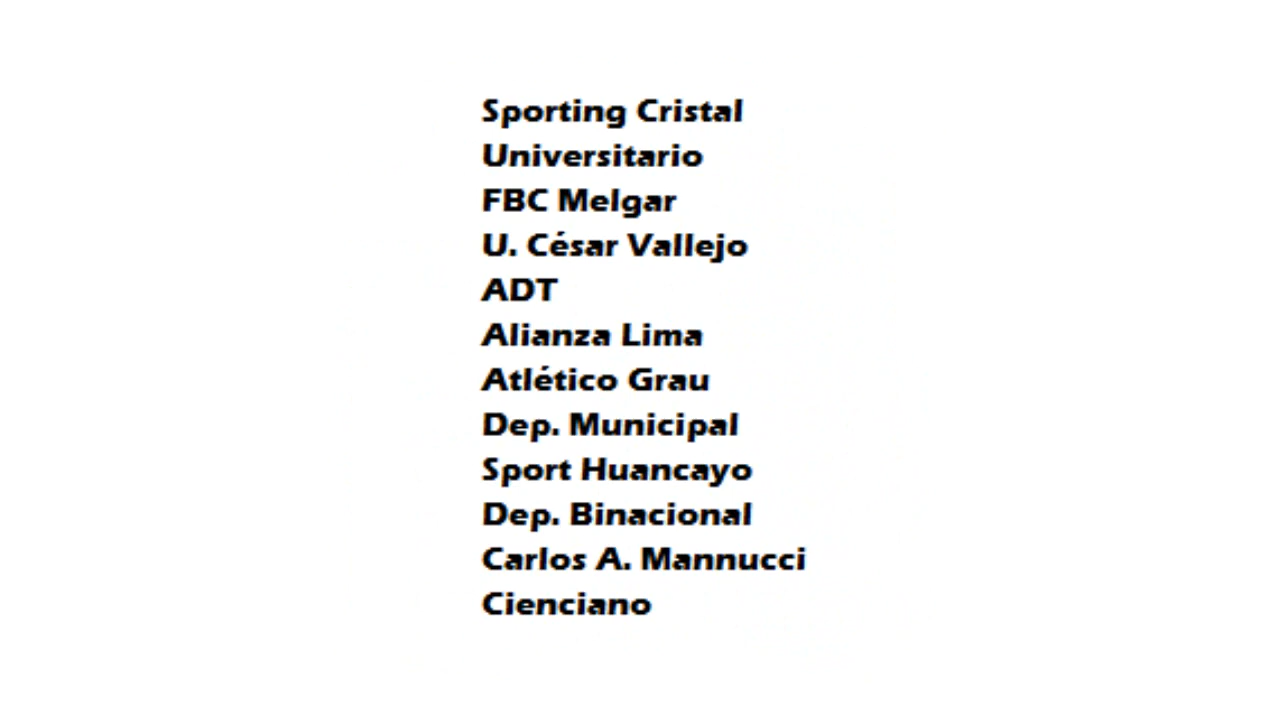 Sporting Cristal
Universitario
FBC Melgar
U. César Vallejo
ADT
Alianza Lima
Atlético Grau
Dep. Municipal
Sport Huancayo
Dep. Binacional
Carlos A. Mannucci
Cienciano